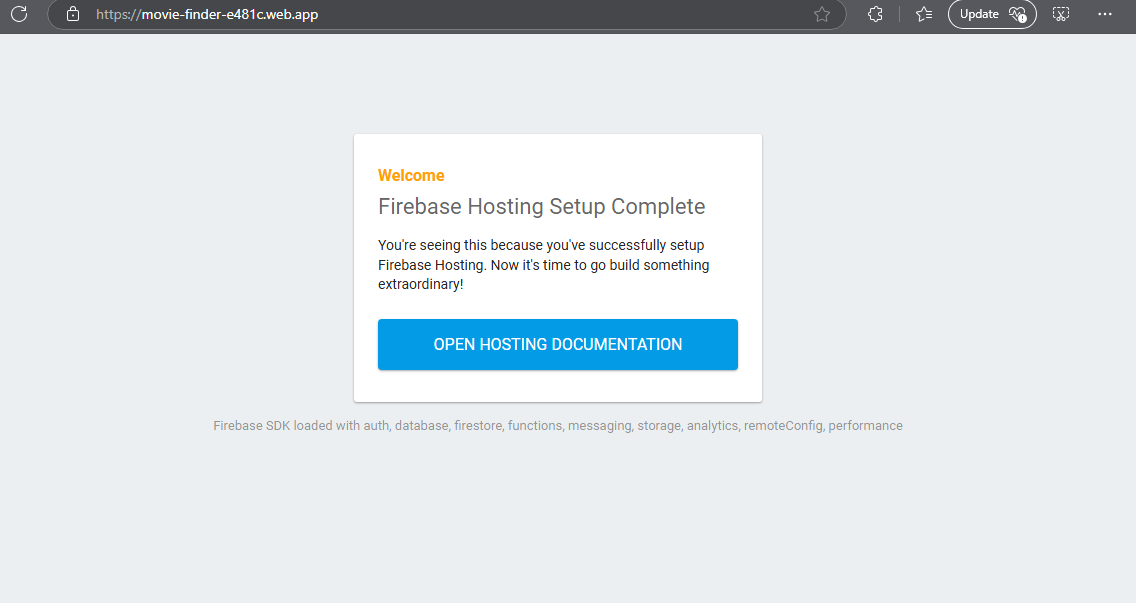 https://movie-finder-e481c.web.app
Update
Welcome
Firebase Hosting Setup Complete
You're seeing this because you've successfully setup
Firebase Hosting. Now it's time to go build something
extraordinary!
OPEN HOSTING DOCUMENTATION
Firebase SDK loaded with auth, database, firestore, functions, messaging, storage, analytics, remoteConfig, performance